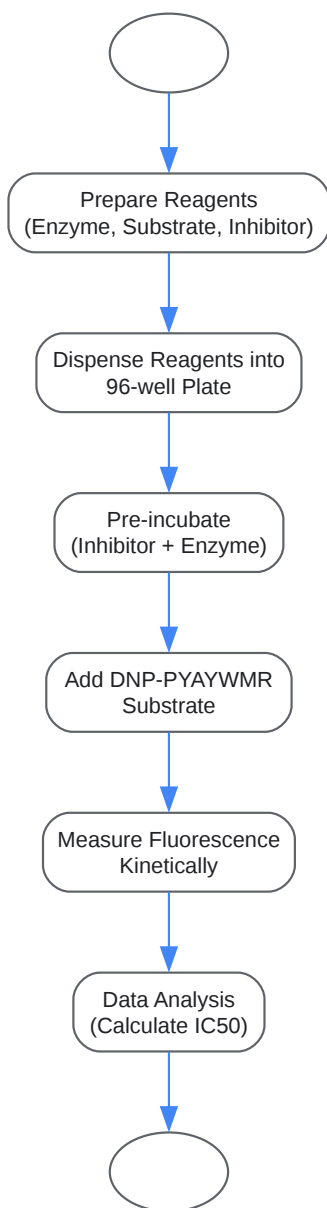 Prepare Reagents
(Enzyme, Substrate, Inhibitor)
Dispense Reagents into
96-well Plate
Pre-incubate
(Inhibitor + Enzyme)
Add DNP-PYAYWMR
Substrate
Measure Fluorescence
Kinetically
Data Analysis
(Calculate IC50)